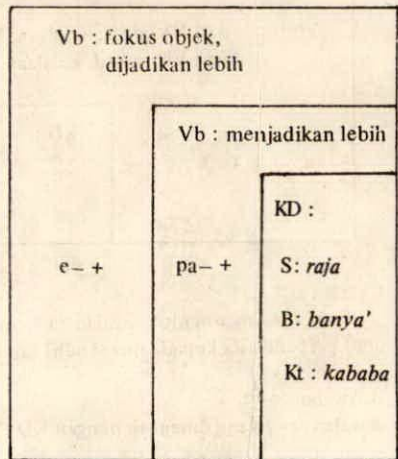 Vb : fokus objek,
dijadikan lebih
Vb : menjadikan lebih
KD :
e– + pa– + S: raja
B: banya'
Kt : kababa